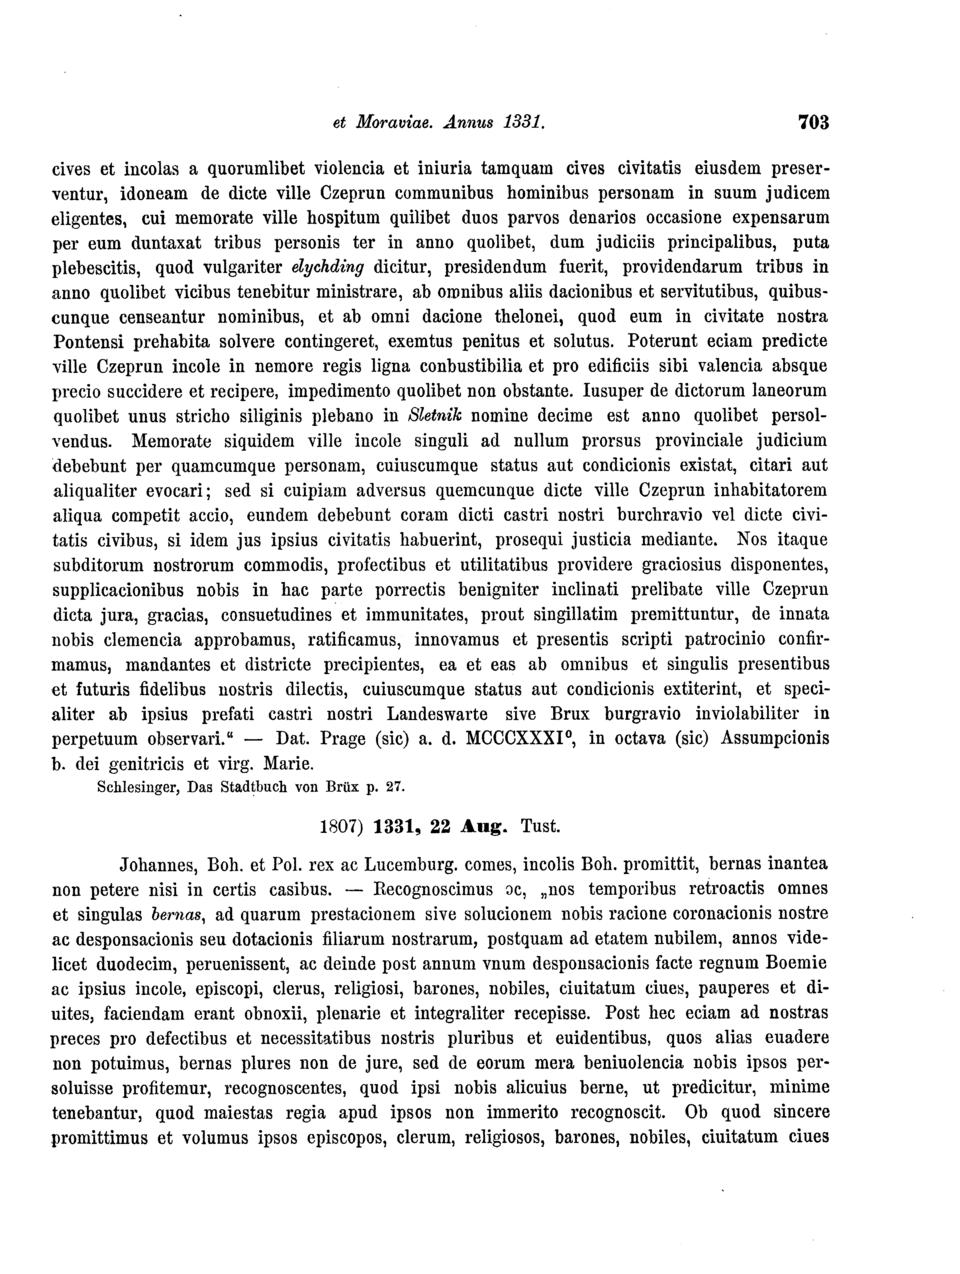 et Moraviae. Annus 1331. 703
cives et incolas a quorumlibet violencia et iniuria tamquam cives civitatis eiusdem preser-
ventur, idoneam de dicte ville Czeprun communibus hominibus personam in suum judicem
eligentes, cui memorate ville hospitum quilibet duos parvos denarios occasione expensarum
per eum duntaxat tribus personis ter in anno quolibet, dum judiciis principalibus, puta
plebescitis, quod vulgariter elychding dicitur, presidendum fuerit, providendarum tribus in
anno quolibet vicibus tenebitur ministrare, ab omnibus aliis dacionibus et servitutibus, quibus-
cunque censeantur nominibus, et ab omni dacione thelonei, quod eum in civitate nostra
Pontensi prehabita solvere contingeret, exemtus penitus et solutus. Poterunt eciam predicte
ville Czeprun incole in nemore regis ligna conbustibilia et pro edificiis sibi valencia absque
precio succidere et recipere, impedimento quolibet non obstante. Iusuper de dictorum laneorum
quolibet unus stricho siliginis plebano in Sletnik nomine decime est anno quolibet persol-
vendus. Memorate siquidem ville incole singuli ad nullum prorsus provinciale judicium
debebunt per quamcumque personam, cuiuscumque status aut condicionis existat, citari aut
aliqualiter evocari; sed si cuipiam adversus quemcunque dicte ville Czeprun inhabitatorem
aliqua competit accio, eundem debebunt coram dicti castri nostri burchravio vel dicte civi-
tatis civibus, si idem jus ipsius civitatis habuerint, prosequi justicia mediante. Nos itaque
subditorum nostrorum commodis, profectibus et utilitatibus providere graciosius disponentes,
supplicacionibus nobis in hac parte porrectis benigniter inclinati prelibate ville Czeprun
dicta jura, gracias, consuetudines et immunitates, prout singillatim premittuntur, de innata
nobis clemencia approbamus, ratificamus, innovamus et presentis scripti patrocinio confir-
mamus, mandantes et districte precipientes, ea et eas ab omnibus et singulis presentibus
et futuris fidelibus nostris dilectis, cuiuscumque status aut condicionis extiterint, et speci-
aliter ab ipsius prefati castri nostri Landeswarte sive Brux burgravio inviolabiliter in
perpetuum observari.“ — Dat. Prage (sic) a. d. MCCCXXXI⁰, in octava (sic) Assumpcionis
b. dei genitricis et virg. Marie.
Schlesinger, Das Stadtbuch von Brüx p. 27.
1807) 1331, 22 Aug. Tust.
Johannes, Boh. et Pol. rex ac Lucemburg. comes, incolis Boh. promittit, bernas inantea
non petere nisi in certis casibus. — Recognoscimus ɔc, „nos temporibus retroactis omnes
et singulas bernas, ad quarum prestacionem sive solucionem nobis racione coronacionis nostre
ac desponsacionis seu dotacionis filiarum nostrarum, postquam ad etatem nubilem, annos vide-
licet duodecim, peruenissent, ac deinde post annum vnum desponsacionis facte regnum Boemie
ac ipsius incole, episcopi, clerus, religiosi, barones, nobiles, ciuitatum ciues, pauperes et di-
uites, faciendam erant obnoxii, plenarie et integraliter recepisse. Post hec eciam ad nostras
preces pro defectibus et necessitatibus nostris pluribus et euidentibus, quos alias euadere
non potuimus, bernas plures non de jure, sed de eorum mera beniuolencia nobis ipsos per-
soluisse profitemur, recognoscentes, quod ipsi nobis alicuius berne, ut predicitur, minime
tenebantur, quod maiestas regia apud ipsos non immerito recognoscit. Ob quod sincere
promittimus et volumus ipsos episcopos, clerum, religiosos, barones, nobiles, ciuitatum ciues